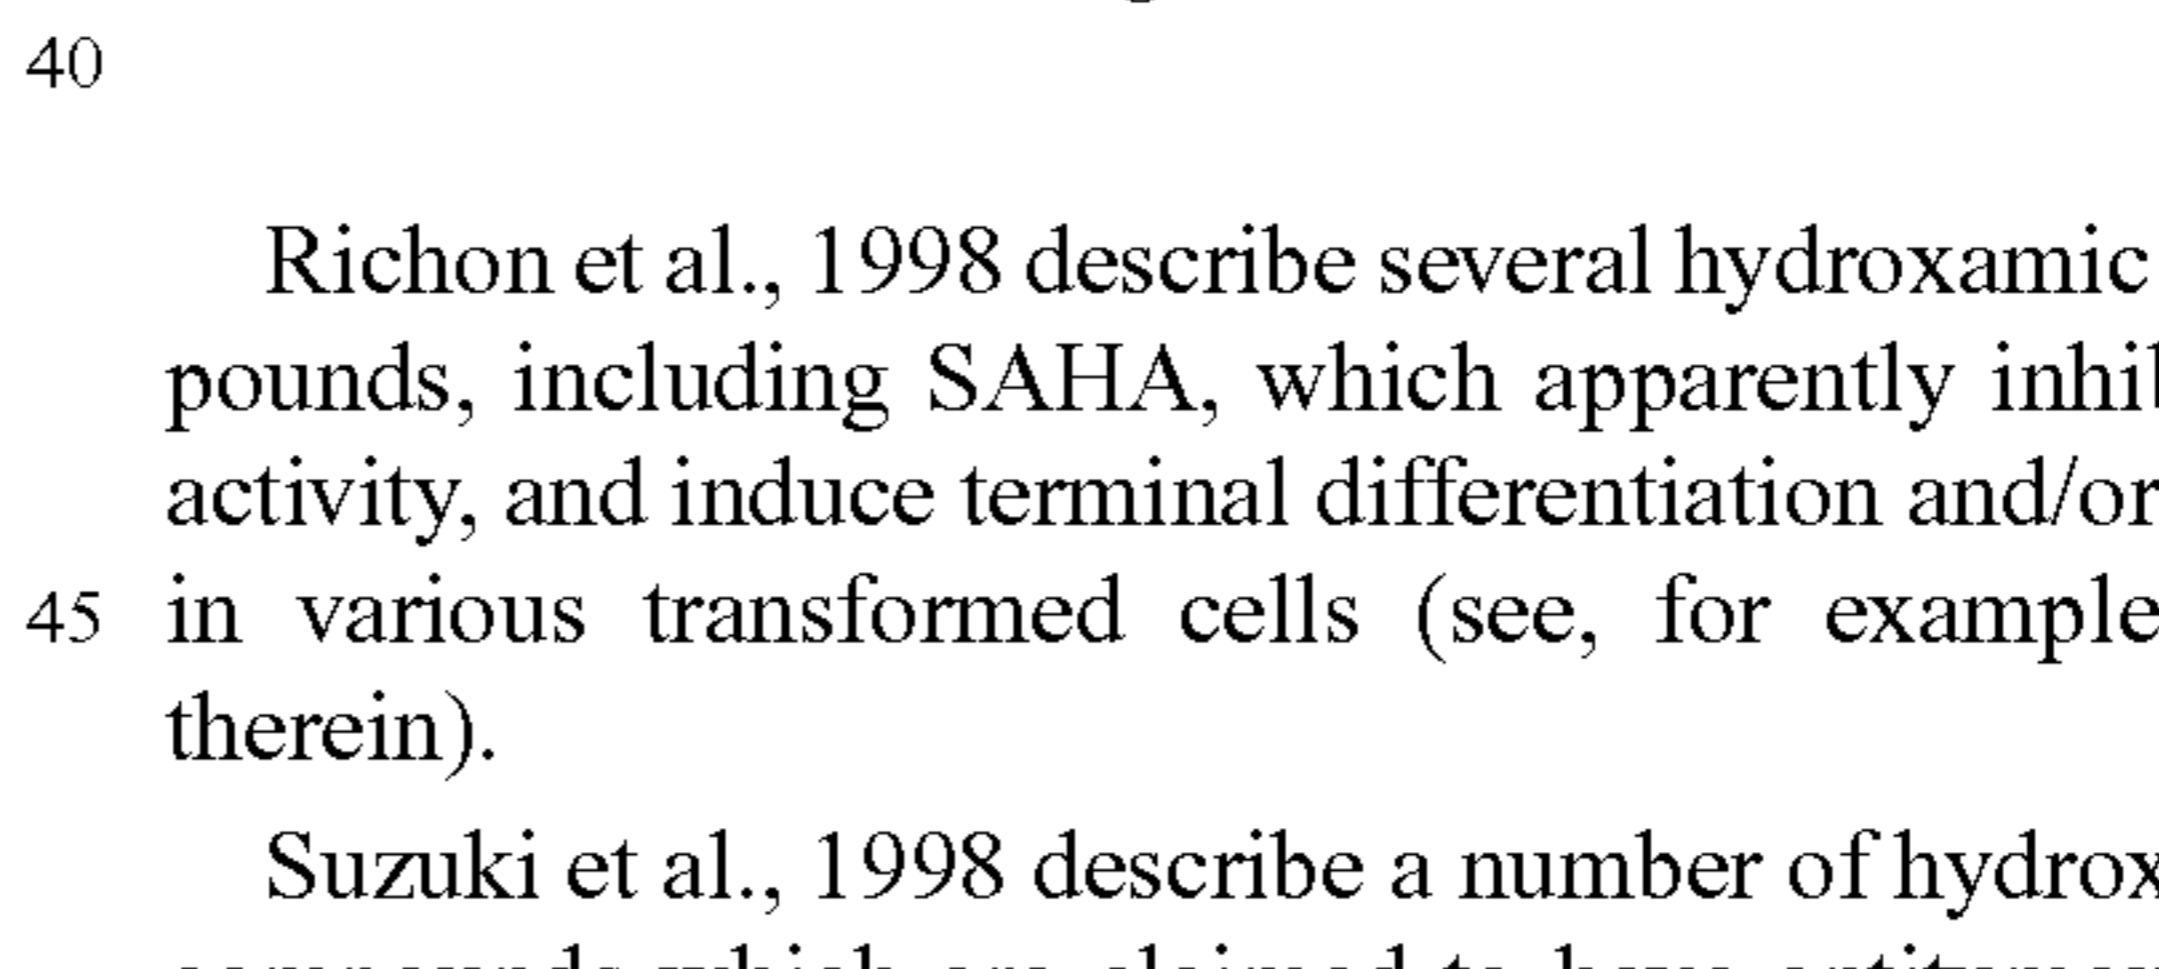 40
Richon et al., 1998 describe several hydroxamic
pounds, including SAHA, which apparently
activity, and induce terminal differentiation and/or
45 in various transformed cells (see, for example
therein).
Suzuki et al., 1998 describe a number of